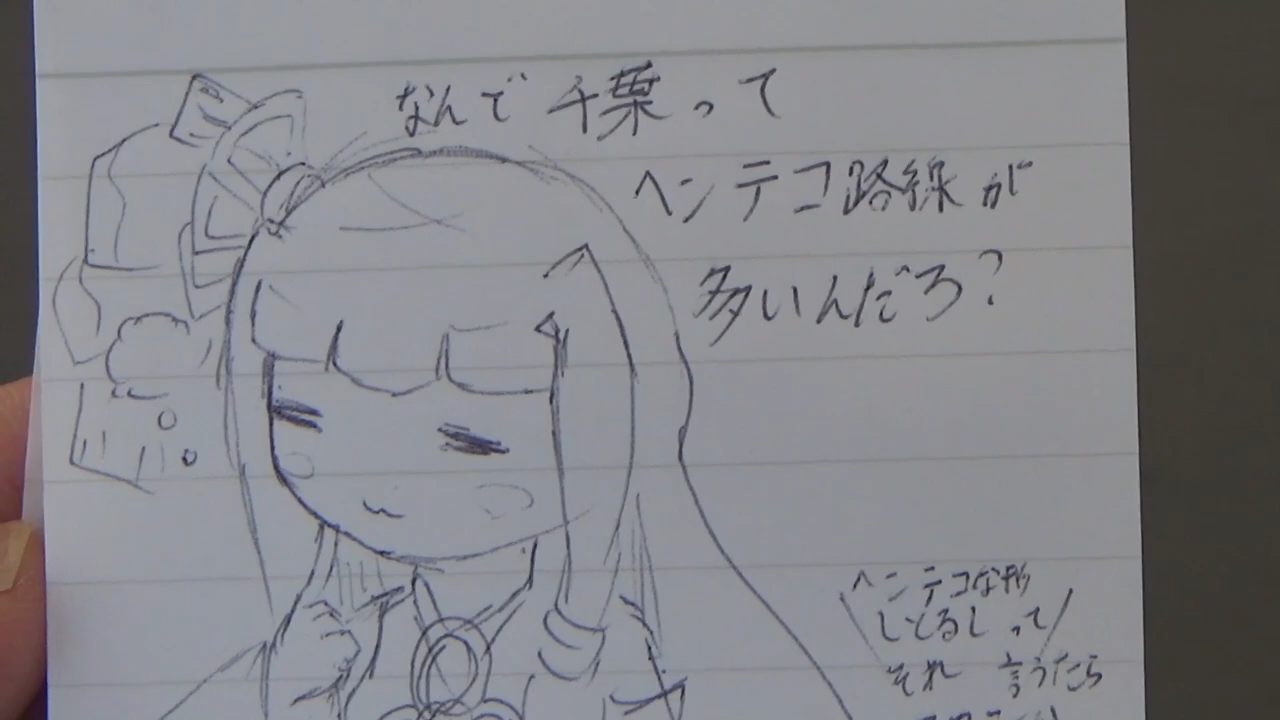 なんで千葉って
ヘンテコ路線が
多いんだろ？
ヘンテコな形
しとるしって
それ 言うたら